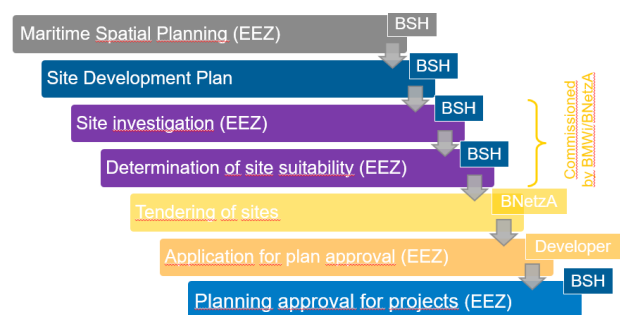 Maritime Spatial Planning (EEZ)
BSH
Site Development Plan
BSH
Site investigation (EEZ)
BSH
Determination of site suitability (EEZ)
BSH
Commissioned
by BMWi/BNetzA
Tendering of sites
BNetzA
Application for plan approval (EEZ)
Developer
Planning approval for projects (EEZ)
BSH